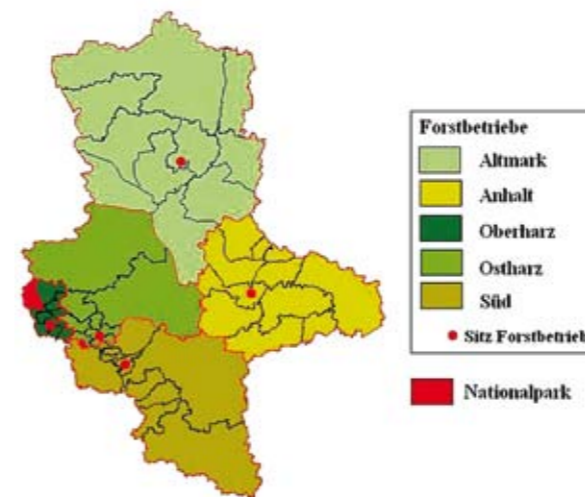 Forstbetriebe
Altmark
Anhalt
Oberharz
Ostharz
Süd
Sitz Forstbetrieb
Nationalpark